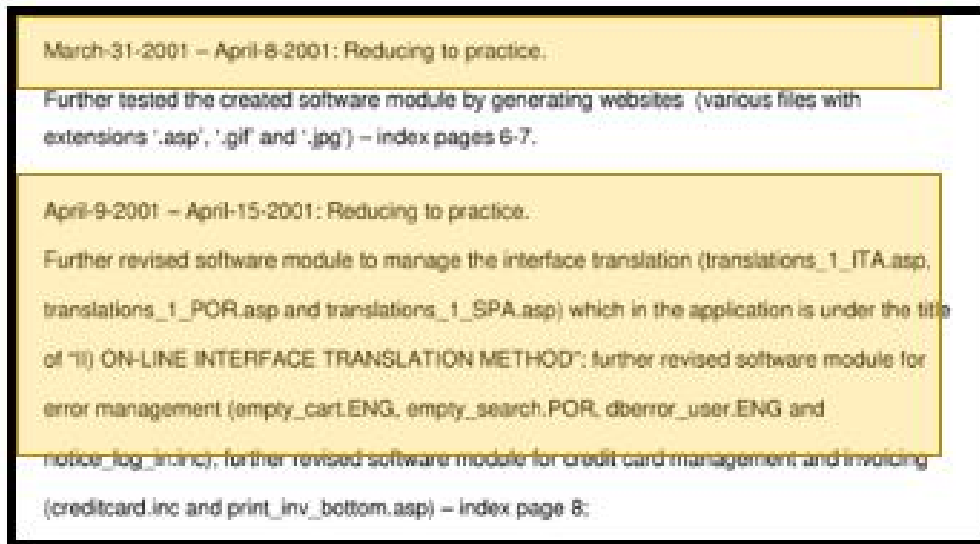 March-31-2001 – April-8-2001: Reducing to practice.
Further tested the created software module by generating websites (various files with
extensions '.asp', '.gif' and '.jpg') – index pages 6-7.
April-9-2001 – April-15-2001: Reducing to practice.
Further revised software module to manage the interface translation (translations_1_ITA.asp,
translations_1_POR.asp and translations_1_SPA.asp) which in the application is under the title
of "II) ON-LINE INTERFACE TRANSLATION METHOD"; further revised software module for
error management (empty_cart.ENG, empty_search.POR, dberror_user.ENG and
notice_log_in.inc); further revised software module for credit card management and invoicing
(creditcard.inc and print_inv_bottom.asp) – index page 8;